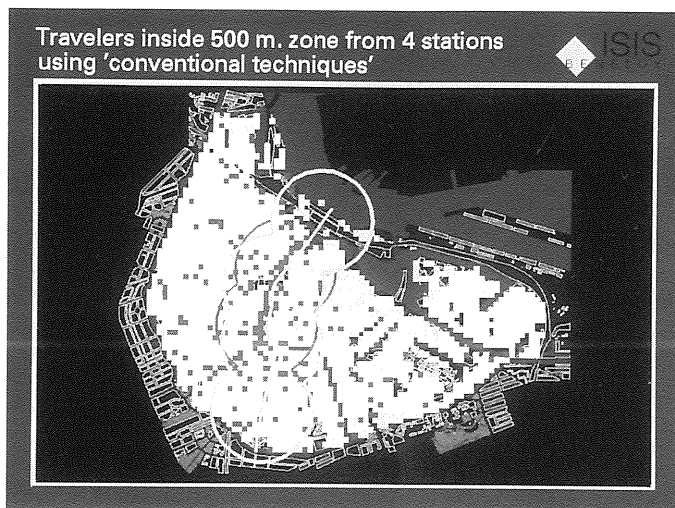 Travelers inside 500 m. zone from 4 stations
using 'conventional techniques'
ISIS
B E